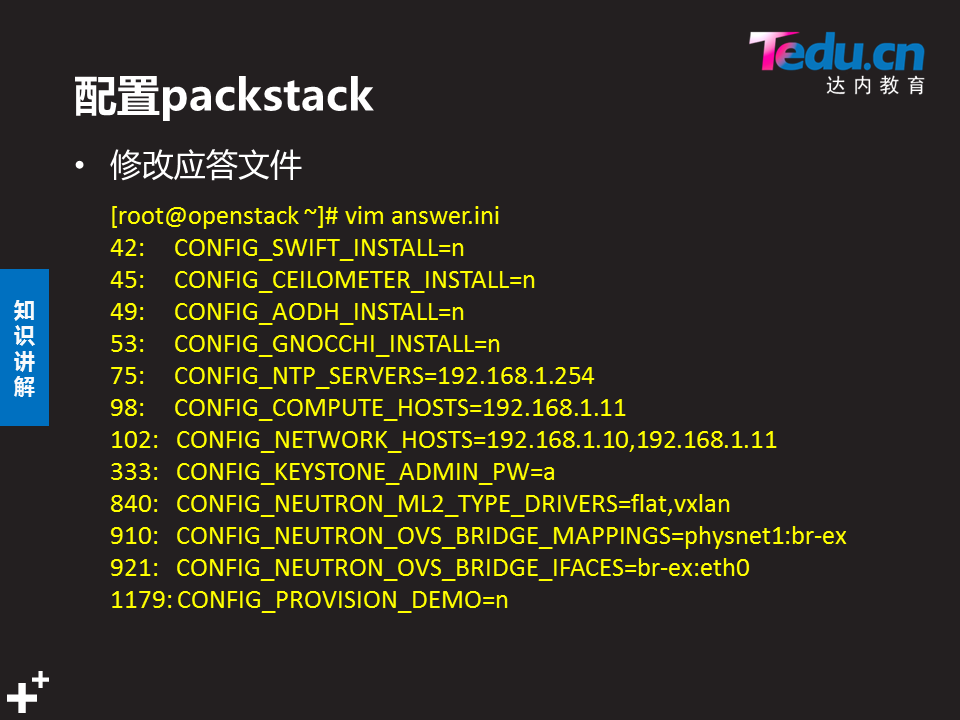 Tedu.cn
达内教育
配置packstack
• 修改应答文件
[root@openstack ~]# vim answer.ini
42: CONFIG_SWIFT_INSTALL=n
45: CONFIG_CEILOMETER_INSTALL=n
49: CONFIG_AODH_INSTALL=n
53: CONFIG_GNOCCHI_INSTALL=n
75: CONFIG_NTP_SERVERS=192.168.1.254
98: CONFIG_COMPUTE_HOSTS=192.168.1.11
102: CONFIG_NETWORK_HOSTS=192.168.1.10,192.168.1.11
333: CONFIG_KEYSTONE_ADMIN_PW=a
840: CONFIG_NEUTRON_ML2_TYPE_DRIVERS=flat,vxlan
910: CONFIG_NEUTRON_OVS_BRIDGE_MAPPINGS=physnet1:br-ex
921: CONFIG_NEUTRON_OVS_BRIDGE_IFACES=br-ex:eth0
1179: CONFIG_PROVISION_DEMO=n
知识讲解